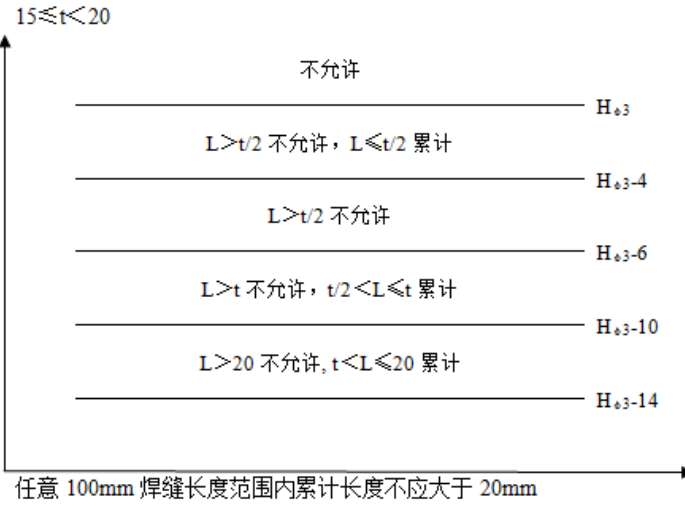 15≤t＜20
不允许
Hφ3
L＞t/2 不允许，L≤t/2 累计
Hφ3-4
L＞t/2 不允许
Hφ3-6
L＞t 不允许，t/2＜L≤t 累计
Hφ3-10
L＞20 不允许, t＜L≤20 累计
Hφ3-14
任意 100mm 焊缝长度范围内累计长度不应大于 20mm